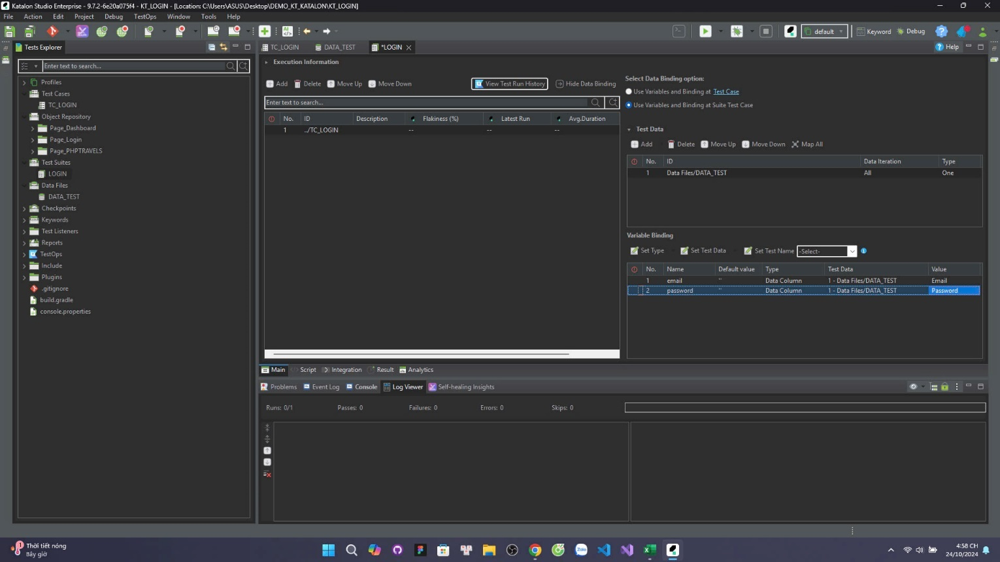 Katalon Studio Enterprise - 9.7.2-6e20a075f4 - KT_LOGIN - [Location: C:\Users\ASUS\Desktop\DEMO_KT_KATALON\KT_LOGIN]
File Action Edit Project Debug TestOps Window Tools Help
default Keyword Debug
Tests Explorer
TC_LOGIN DATA_TEST *LOGIN Help
Enter text to search...
Profiles
Test Cases
TC_LOGIN
Object Repository
Page_Dashboard
Page_Login
Page_PHPTRAVELS
Test Suites
LOGIN
Data Files
DATA_TEST
Checkpoints
Keywords
Test Listeners
Reports
TestOps
Include
Plugins
.gitignore
build.gradle
console.properties
Execution Information
Add Delete Move Up Move Down View Test Run History Hide Data Binding
Enter text to search...
No. ID Description Flakiness (%) Latest Run Avg.Duration
1 ../TC_LOGIN -- -- --
Select Data Binding option:
Use Variables and Binding at Test Case
Use Variables and Binding at Suite Test Case
Test Data
Add Delete Move Up Move Down Map All
No. ID Data Iteration Type
1 Data Files/DATA_TEST All One
Variable Binding
Set Type Set Test Data Set Test Name -Select-
No. Name Default value Type Test Data Value
1 email '' Data Column 1 - Data Files/DATA_TEST Email
2 password '' Data Column 1 - Data Files/DATA_TEST Password
Main Script Integration Result Analytics
Problems Event Log Console Log Viewer Self-healing Insights
Runs: 0/1 Passes: 0 Failures: 0 Errors: 0 Skips: 0
1 Thời tiết nóng
Bây giờ
Zalo
4:58 CH
24/10/2024